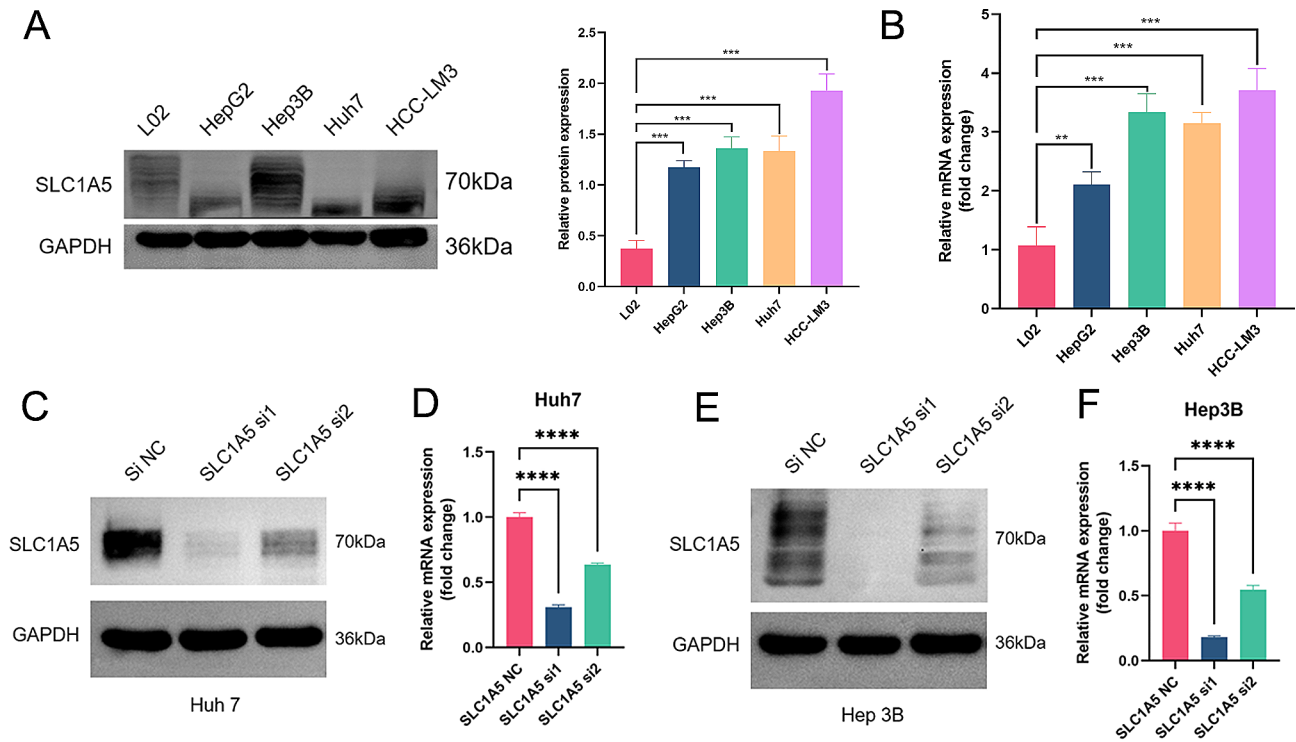 A
L02
HepG2
Hep3B
Huh7
HCC-LM3
SLC1A5
70kDa
GAPDH
36kDa
Relative protein expression
2.5
2.0
1.5
1.0
0.5
0.0
***
***
***
***
L02
HepG2
Hep3B
Huh7
HCC-LM3
B
Relative mRNA expression
(fold change)
5
4
3
2
1
0
***
***
***
**
L02
HepG2
Hep3B
Huh7
HCC-LM3
C
Si NC
SLC1A5 si1
SLC1A5 si2
SLC1A5
70kDa
GAPDH
36kDa
Huh 7
D
Huh7
Relative mRNA expression
(fold change)
1.5
1.0
0.5
0.0
****
****
SLC1A5 NC
SLC1A5 si1
SLC1A5 si2
E
Si NC
SLC1A5 si1
SLC1A5 si2
SLC1A5
70kDa
GAPDH
36kDa
Hep 3B
F
Hep3B
Relative mRNA expression
(fold change)
1.5
1.0
0.5
0.0
****
****
SLC1A5 NC
SLC1A5 si1
SLC1A5 si2